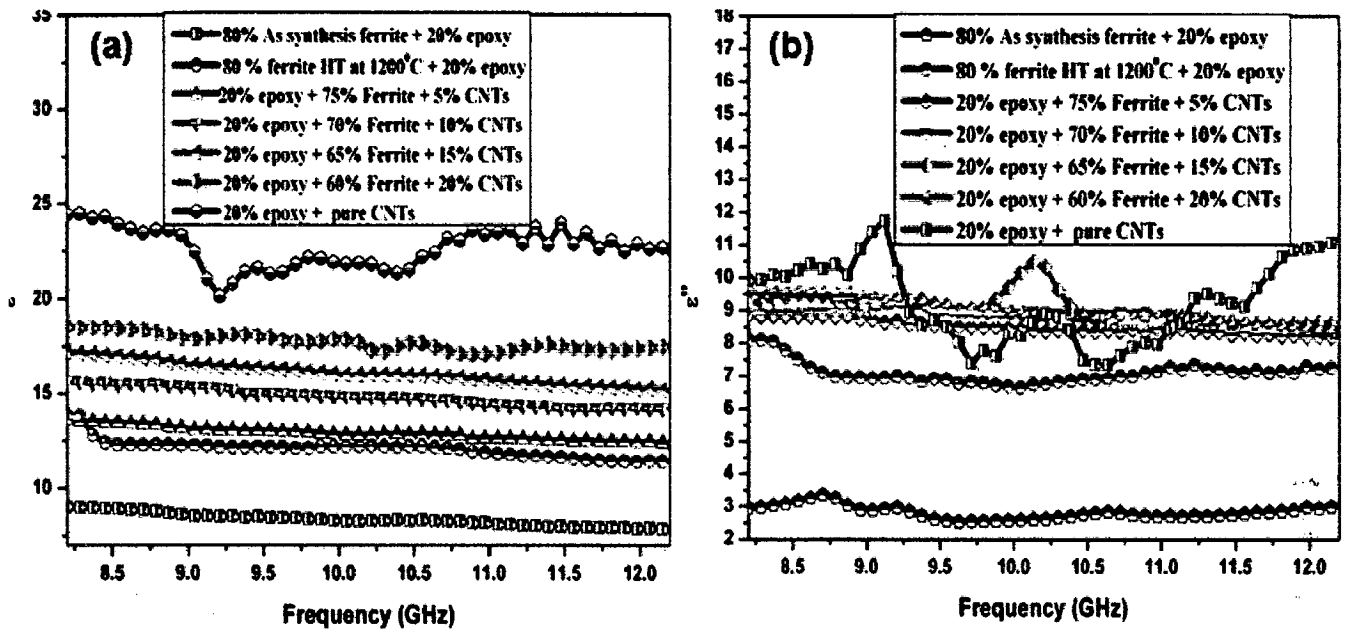 (a)
80% As synthesis ferrite + 20% epoxy
80 % ferrite HT at 1200⁰C + 20% epoxy
20% epoxy + 75% Ferrite + 5% CNTs
20% epoxy + 70% Ferrite + 10% CNTs
20% epoxy + 65% Ferrite + 15% CNTs
20% epoxy + 60% Ferrite + 20% CNTs
20% epoxy + pure CNTs
35
30
25
20
15
10
8.5 9.0 9.5 10.0 10.5 11.0 11.5 12.0
Frequency (GHz)
(b)
80% As synthesis ferrite + 20% epoxy
80 % ferrite HT at 1200⁰C + 20% epoxy
20% epoxy + 75% Ferrite + 5% CNTs
20% epoxy + 70% Ferrite + 10% CNTs
20% epoxy + 65% Ferrite + 15% CNTs
20% epoxy + 60% Ferrite + 20% CNTs
20% epoxy + pure CNTs
18
17
16
15
14
13
12
11
10
9
8
7
6
5
4
3
2
ε"
8.5 9.0 9.5 10.0 10.5 11.0 11.5 12.0
Frequency (GHz)